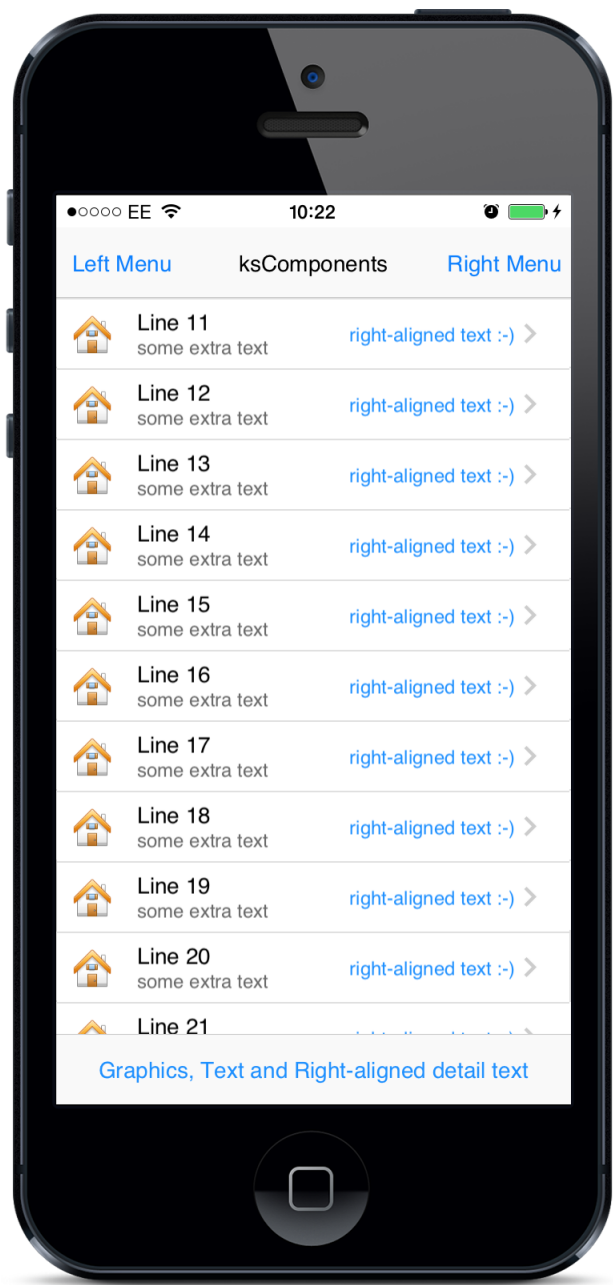 EE 10:22
Left Menu ksComponents Right Menu
Line 11
some extra text
right-aligned text :-)
Line 12
some extra text
right-aligned text :-)
Line 13
some extra text
right-aligned text :-)
Line 14
some extra text
right-aligned text :-)
Line 15
some extra text
right-aligned text :-)
Line 16
some extra text
right-aligned text :-)
Line 17
some extra text
right-aligned text :-)
Line 18
some extra text
right-aligned text :-)
Line 19
some extra text
right-aligned text :-)
Line 20
some extra text
right-aligned text :-)
Line 21
Graphics, Text and Right-aligned detail text